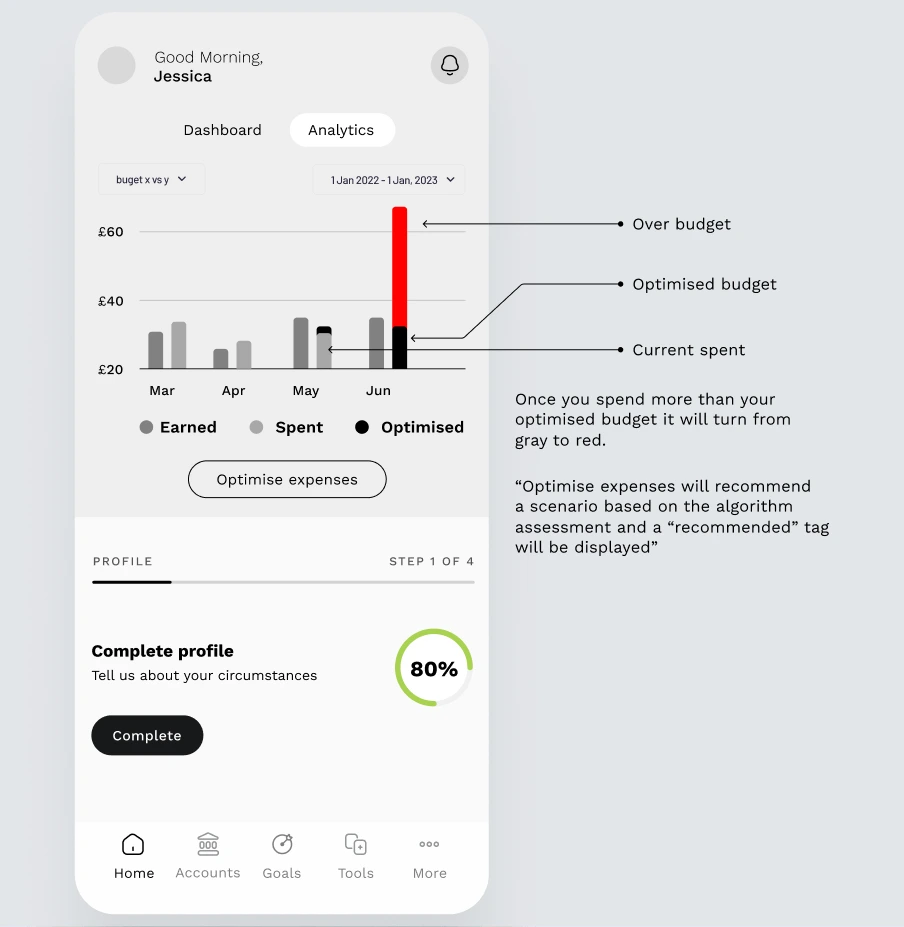 Good Morning,
Jessica
Dashboard
Analytics
buget x vs y
1 Jan 2022 - 1 Jan, 2023
£60
£40
£20
Mar
Apr
May
Jun
Earned
Spent
Optimised
Optimise expenses
Over budget
Optimised budget
Current spent
Once you spend more than your
optimised budget it will turn from
gray to red.
“Optimise expenses will recommend
a scenario based on the algorithm
assessment and a “recommended” tag
will be displayed”
PROFILE
STEP 1 OF 4
Complete profile
Tell us about your circumstances
80%
Complete
Home
Accounts
Goals
Tools
More